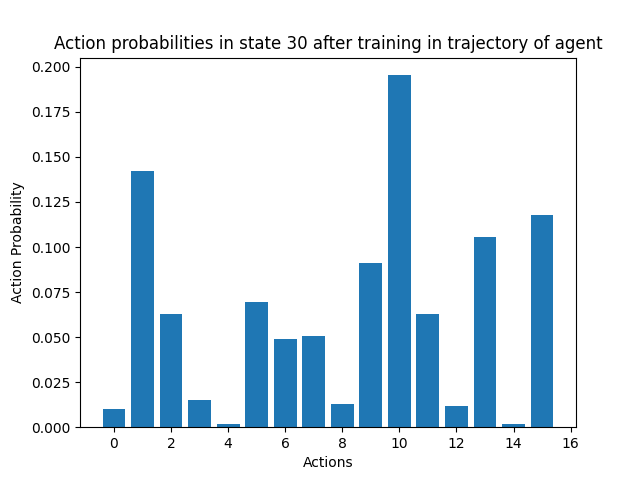 Action probabilities in state 30 after training in trajectory of agent
0.200
0.175
0.150
0.125
0.100
0.075
0.050
0.025
0.000
Action Probability
0 2 4 6 8 10 12 14 16
Actions